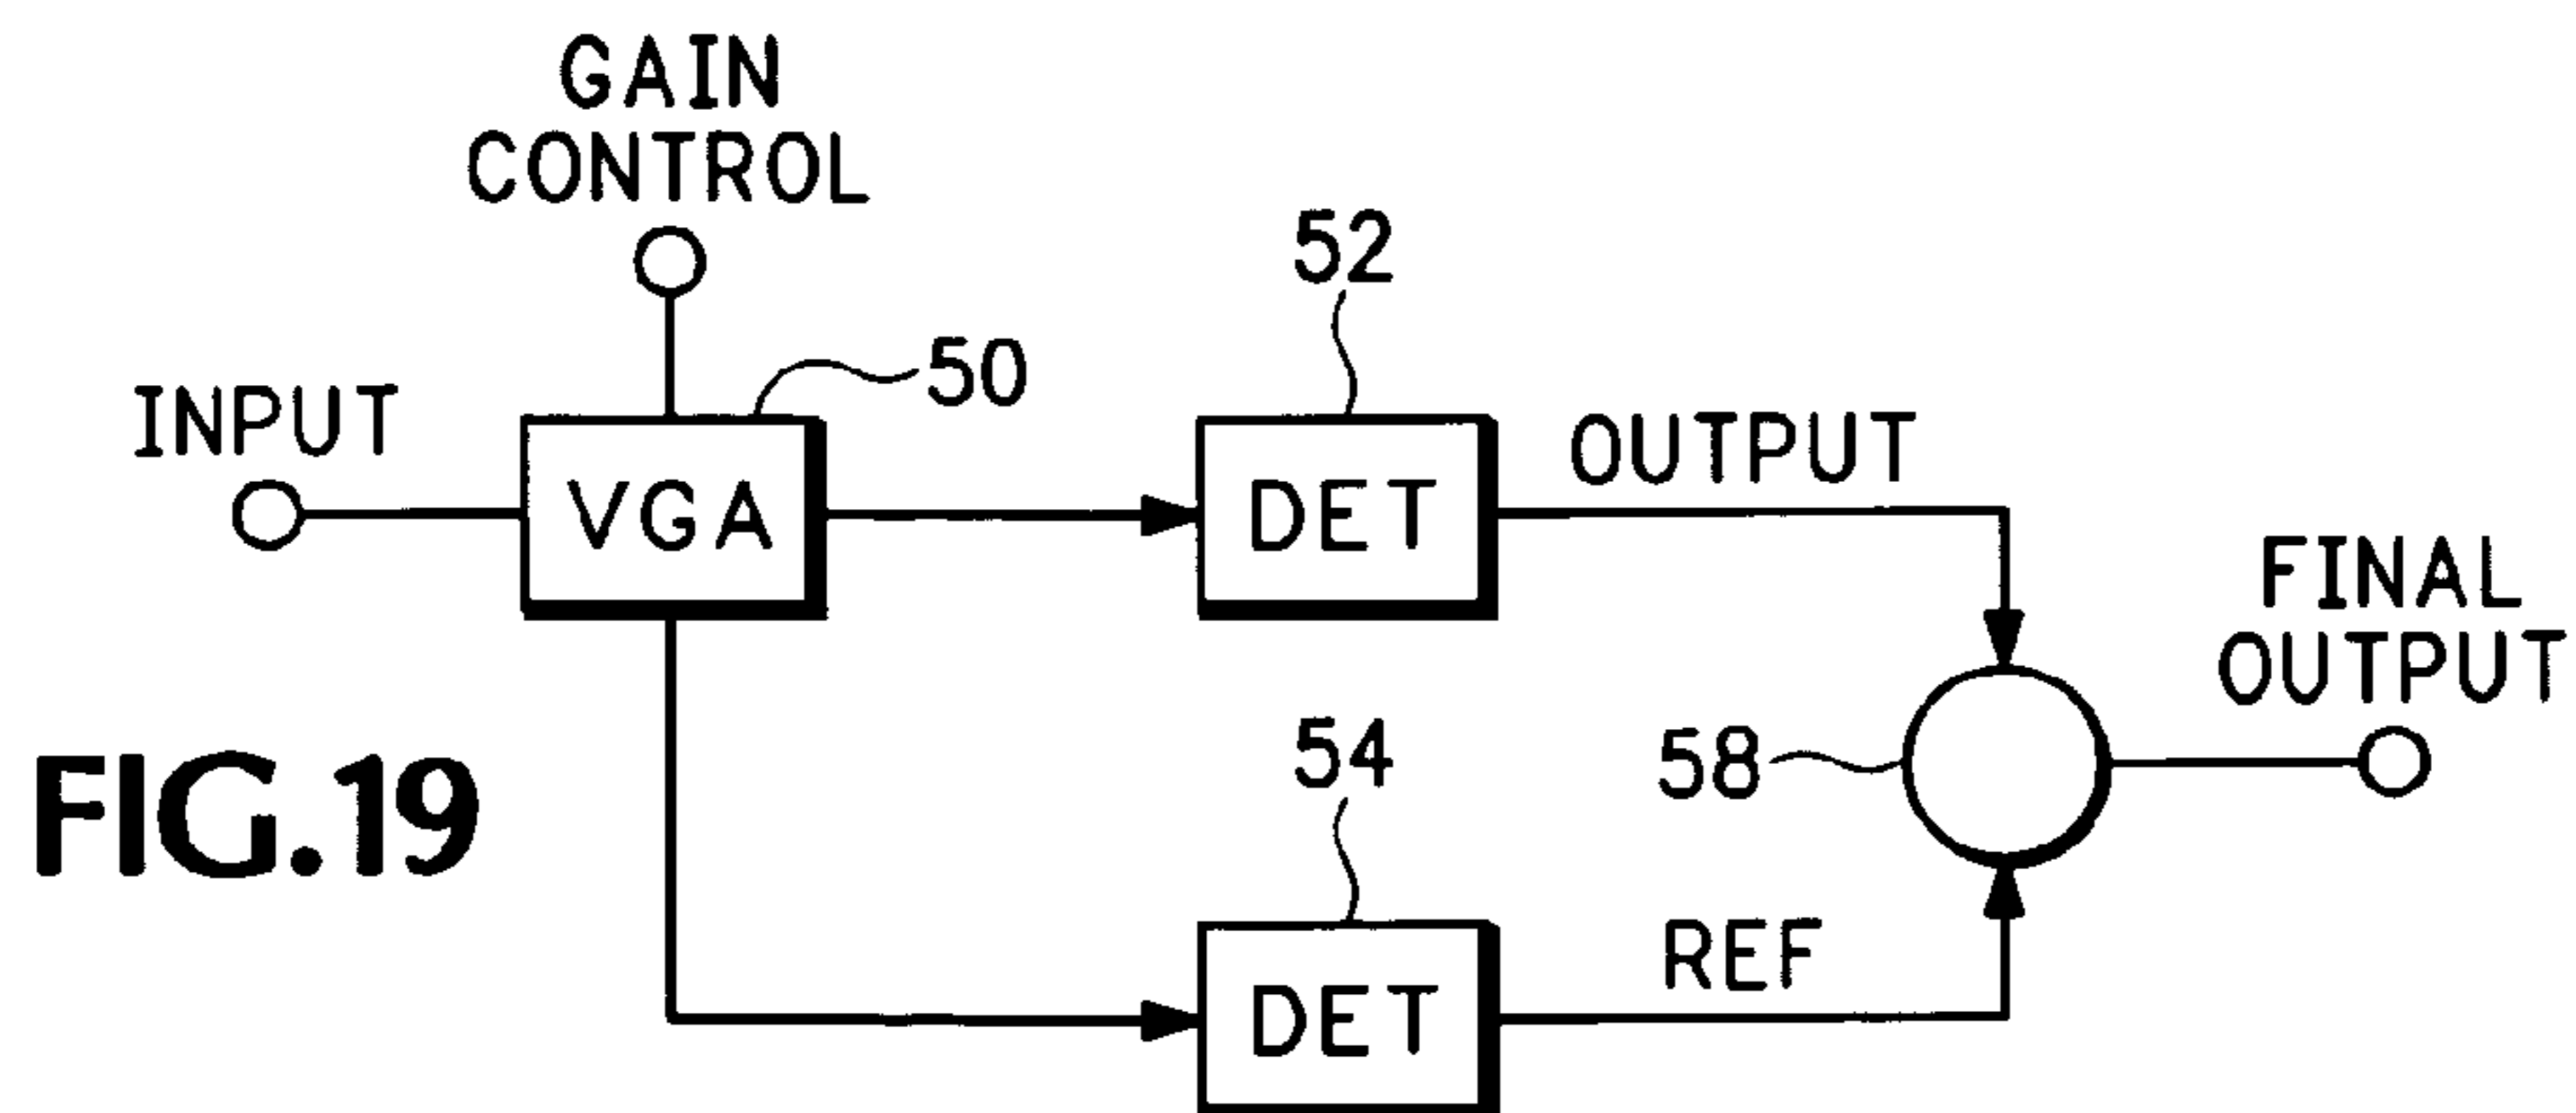 GAIN
CONTROL
52
50
INPUT
VGA
DET
OUTPUT
FINAL
OUTPUT
54
58
FIG.19
REF
DET